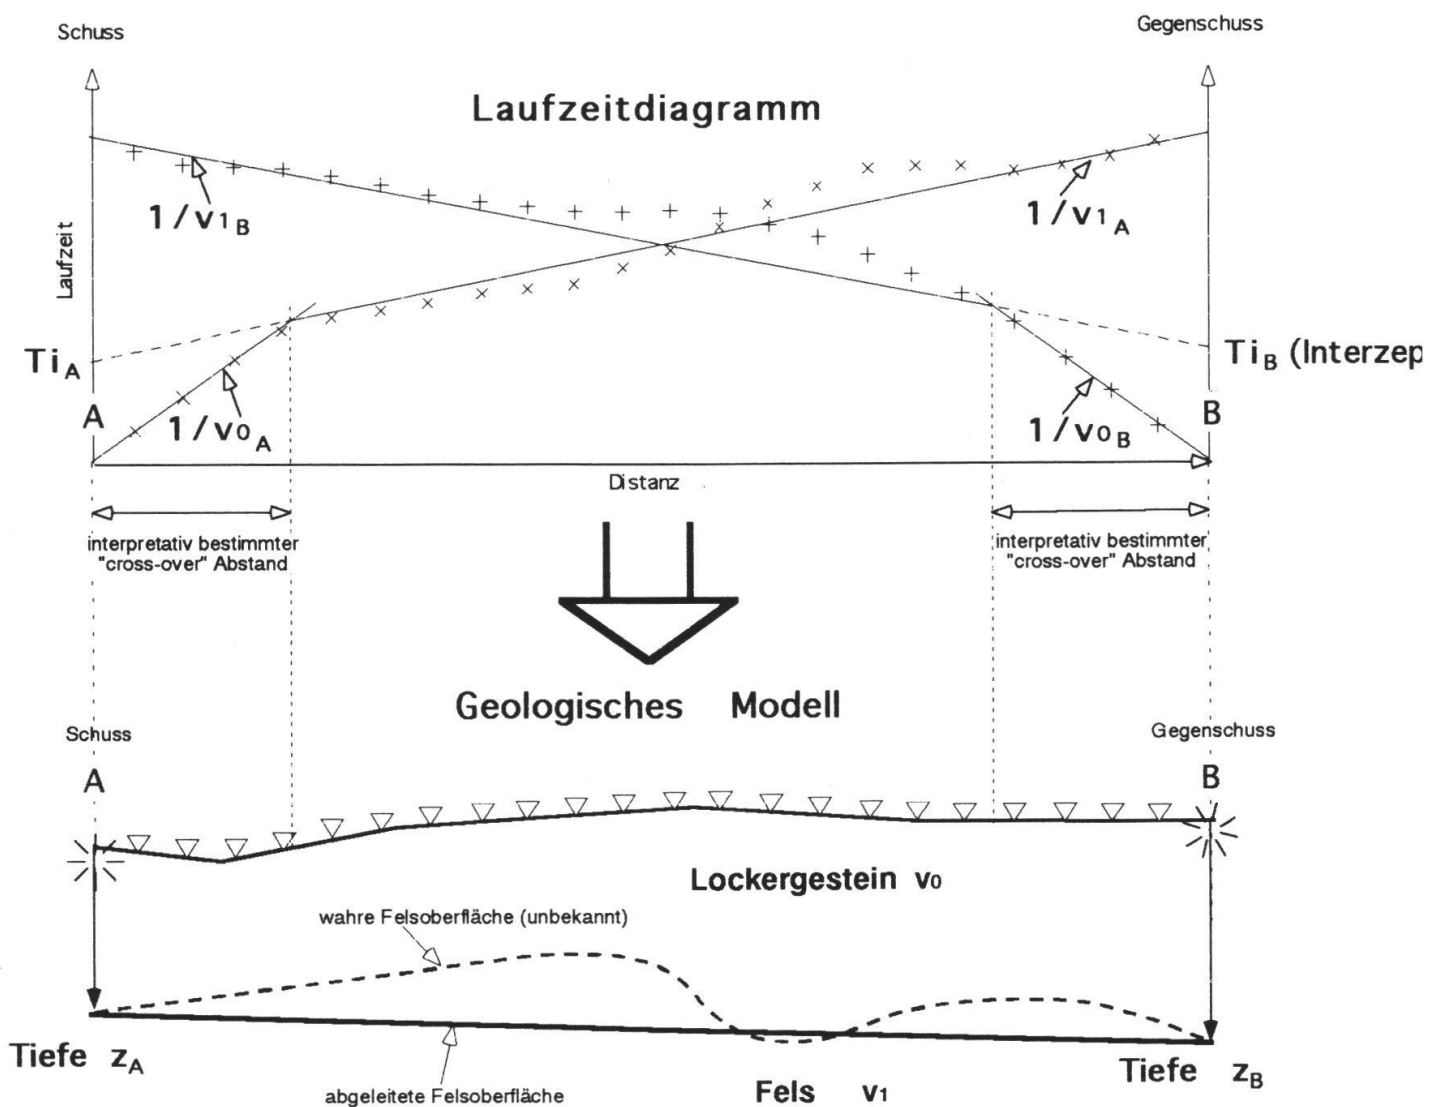 Schuss
Gegenschuss
Laufzeitdiagramm
Laufzeit
1/v1B
1/v1A
TiA
TiB (Interzep
A
B
1/v0A
1/v0B
Distanz
interpretativ bestimmter
"cross-over" Abstand
interpretativ bestimmter
"cross-over" Abstand
Geologisches Modell
Schuss
Gegenschuss
A
B
Lockergestein v0
wahre Felsoberfläche (unbekannt)
Tiefe zA
Tiefe zB
abgeleitete Felsoberfläche
Fels v1